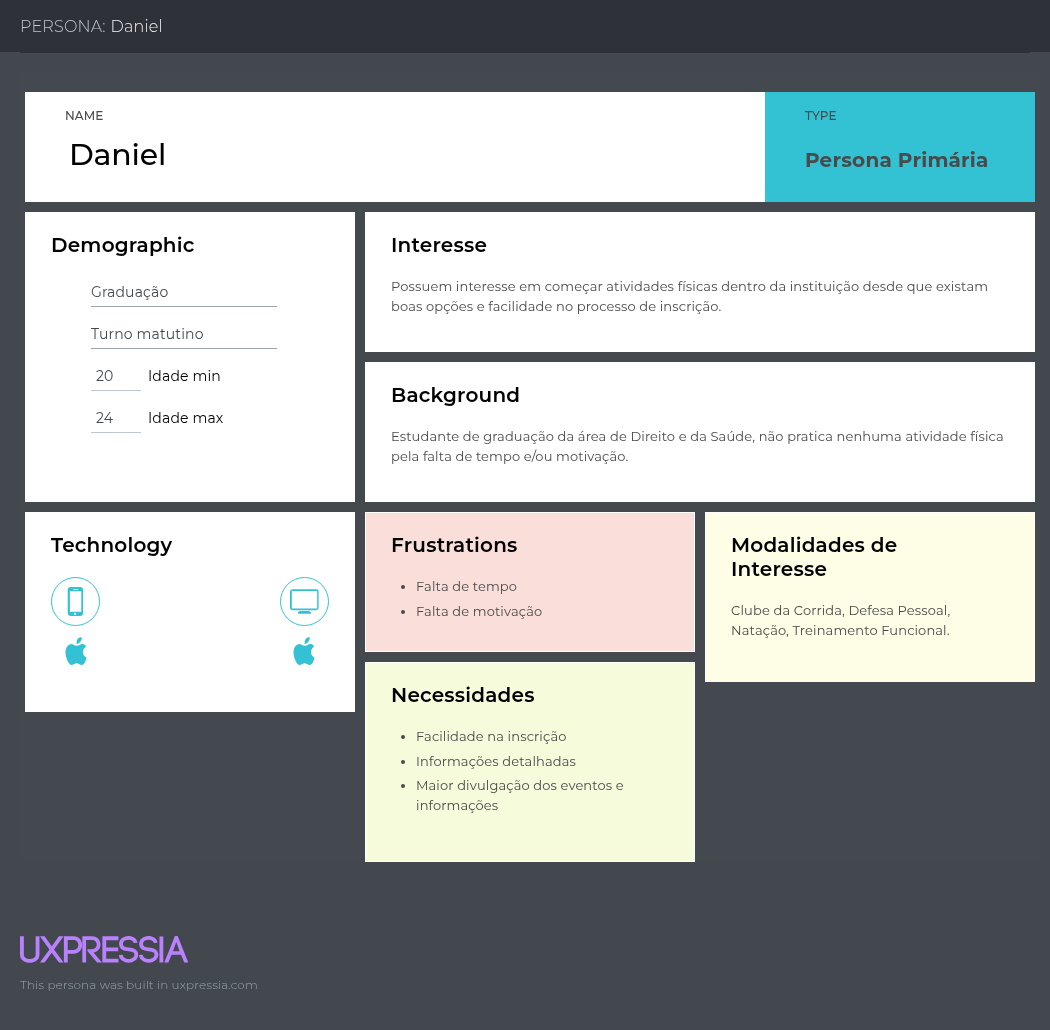 PERSONA: Daniel
NAME
Daniel
TYPE
Persona Primária
Demographic
Graduação
Turno matutino
20 Idade min
24 Idade max
Interesse
Possuem interesse em começar atividades físicas dentro da instituição desde que existam
boas opções e facilidade no processo de inscrição.
Background
Estudante de graduação da área de Direito e da Saúde, não pratica nenhuma atividade física
pela falta de tempo e/ou motivação.
Technology
Frustrations
• Falta de tempo
• Falta de motivação
Modalidades de
Interesse
Clube da Corrida, Defesa Pessoal,
Natação, Treinamento Funcional.
Necessidades
• Facilidade na inscrição
• Informações detalhadas
• Maior divulgação dos eventos e
informações
UXPRESSIA
This persona was built in uxpressia.com